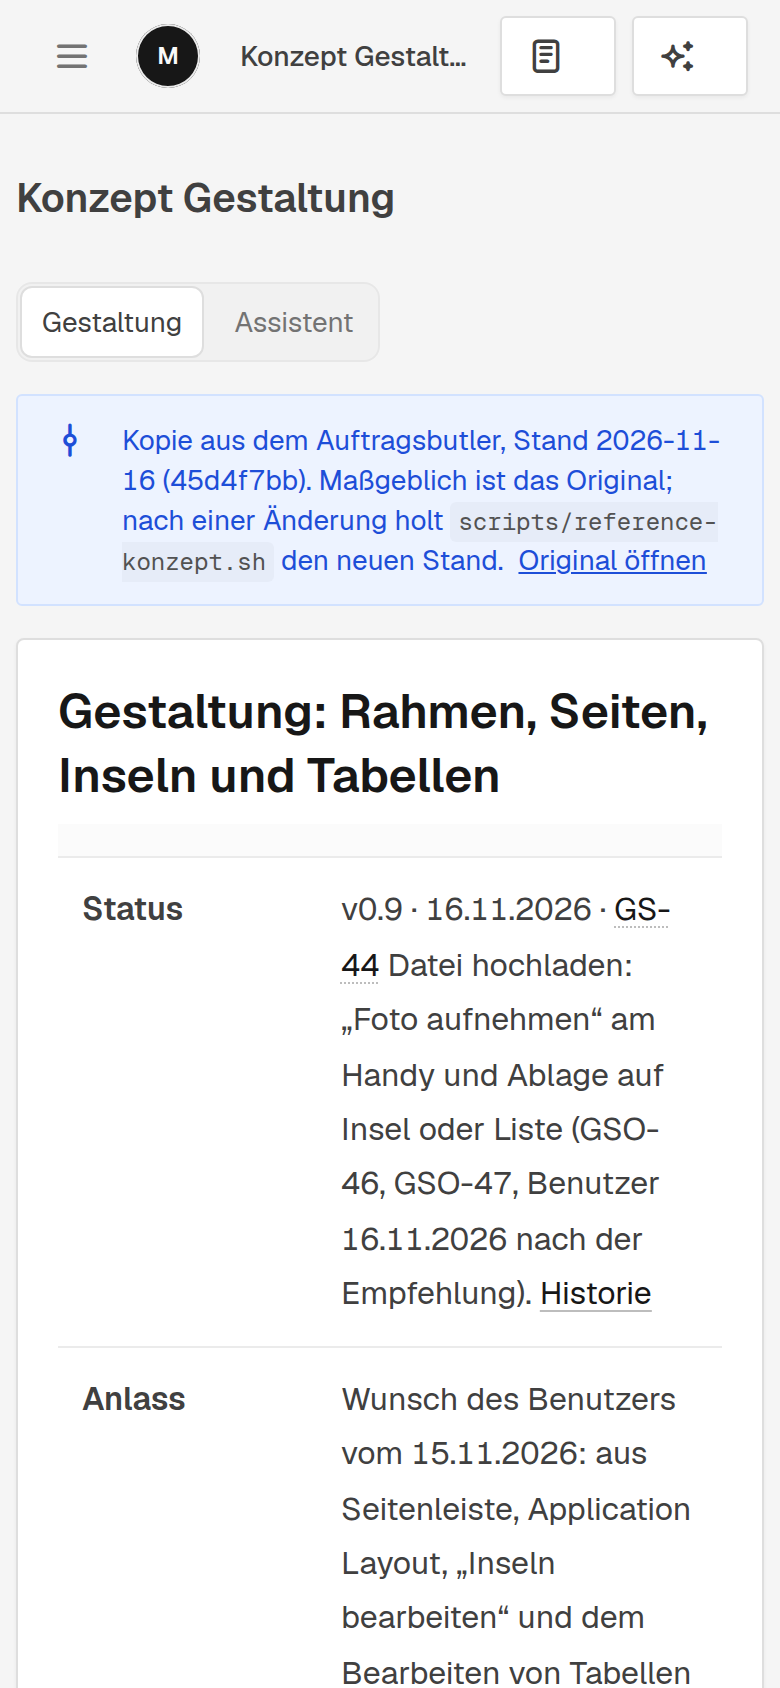 M
Konzept Gestalt...
Konzept Gestaltung
Gestaltung
Assistent
Kopie aus dem Auftragsbutler, Stand 2026-11-
16 (45d4f7bb). Maßgeblich ist das Original;
nach einer Änderung holt scripts/reference-
konzept.sh den neuen Stand. Original öffnen
Gestaltung: Rahmen, Seiten,
Inseln und Tabellen
Status
v0.9 · 16.11.2026 · GS-
44 Datei hochladen:
„Foto aufnehmen“ am
Handy und Ablage auf
Insel oder Liste (GSO-
46, GSO-47, Benutzer
16.11.2026 nach der
Empfehlung). Historie
Anlass
Wunsch des Benutzers
vom 15.11.2026: aus
Seitenleiste, Application
Layout, „Inseln
bearbeiten“ und dem
Bearbeiten von Tabellen